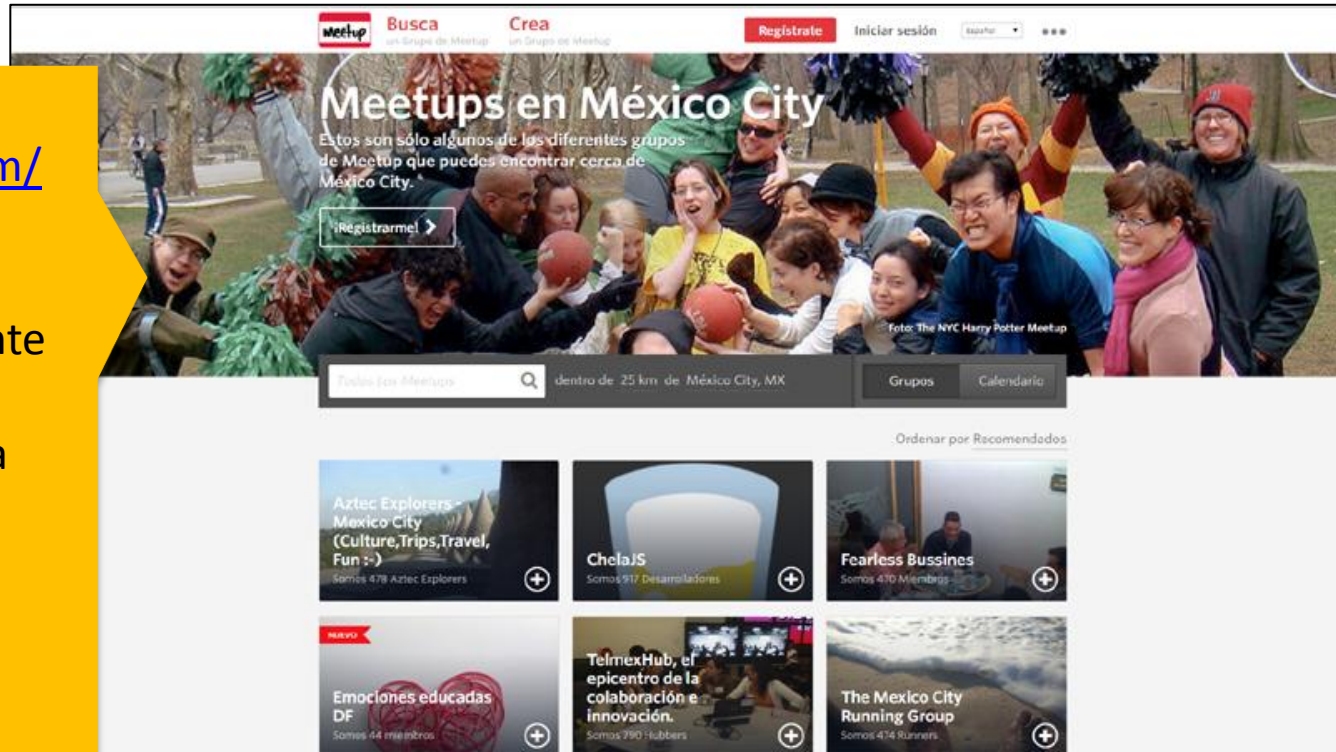 m/
nte
a
meetup
Busca
un Grupo de Meetup
Crea
un Grupo de Meetup
Regístrate
Iniciar sesión
Español
Meetups en México City
Estos son sólo algunos de los diferentes grupos
de Meetup que puedes encontrar cerca de
México City.
¡Registrarme!
Foto: The NYC Harry Potter Meetup
Todos los Meetups
dentro de 25 km de México City, MX
Grupos
Calendario
Ordenar por Recomendados
Aztec Explorers -
Mexico City
(Culture,Trips,Travel,
Fun :-)
Somos 478 Aztec Explorers
ChelaJS
Somos 917 Desarrolladores
Fearless Bussines
Somos 470 Miembros
NUEVO
Emociones educadas
DF
Somos 44 miembros
TelmexHub, el
epicentro de la
colaboración e
innovación.
Somos 790 Hubbers
The Mexico City
Running Group
Somos 474 Runners